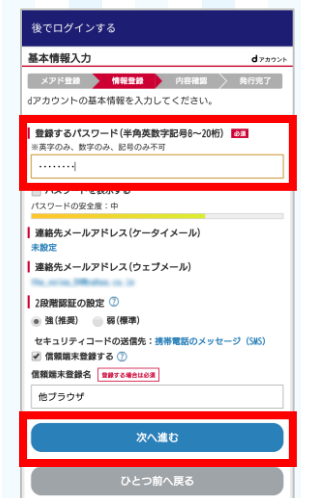 後でログインする
基本情報入力
dアカウント
メアド登録 情報登録 内容確認 発行完了
dアカウントの基本情報を入力してください。
登録するパスワード(半角英数字記号8~20桁) 必須
※英字のみ、数字のみ、記号のみ不可
········
パスワードを表示する
パスワードの安全度:中
連絡先メールアドレス(ケータイメール)
未設定
連絡先メールアドレス(ウェブメール)
2段階認証の設定 ?
強(推奨) 弱(標準)
セキュリティコードの送信先:携帯電話のメッセージ (SMS)
信頼端末登録する ?
信頼端末登録名 登録する場合は必須
他ブラウザ
次へ進む
ひとつ前へ戻る